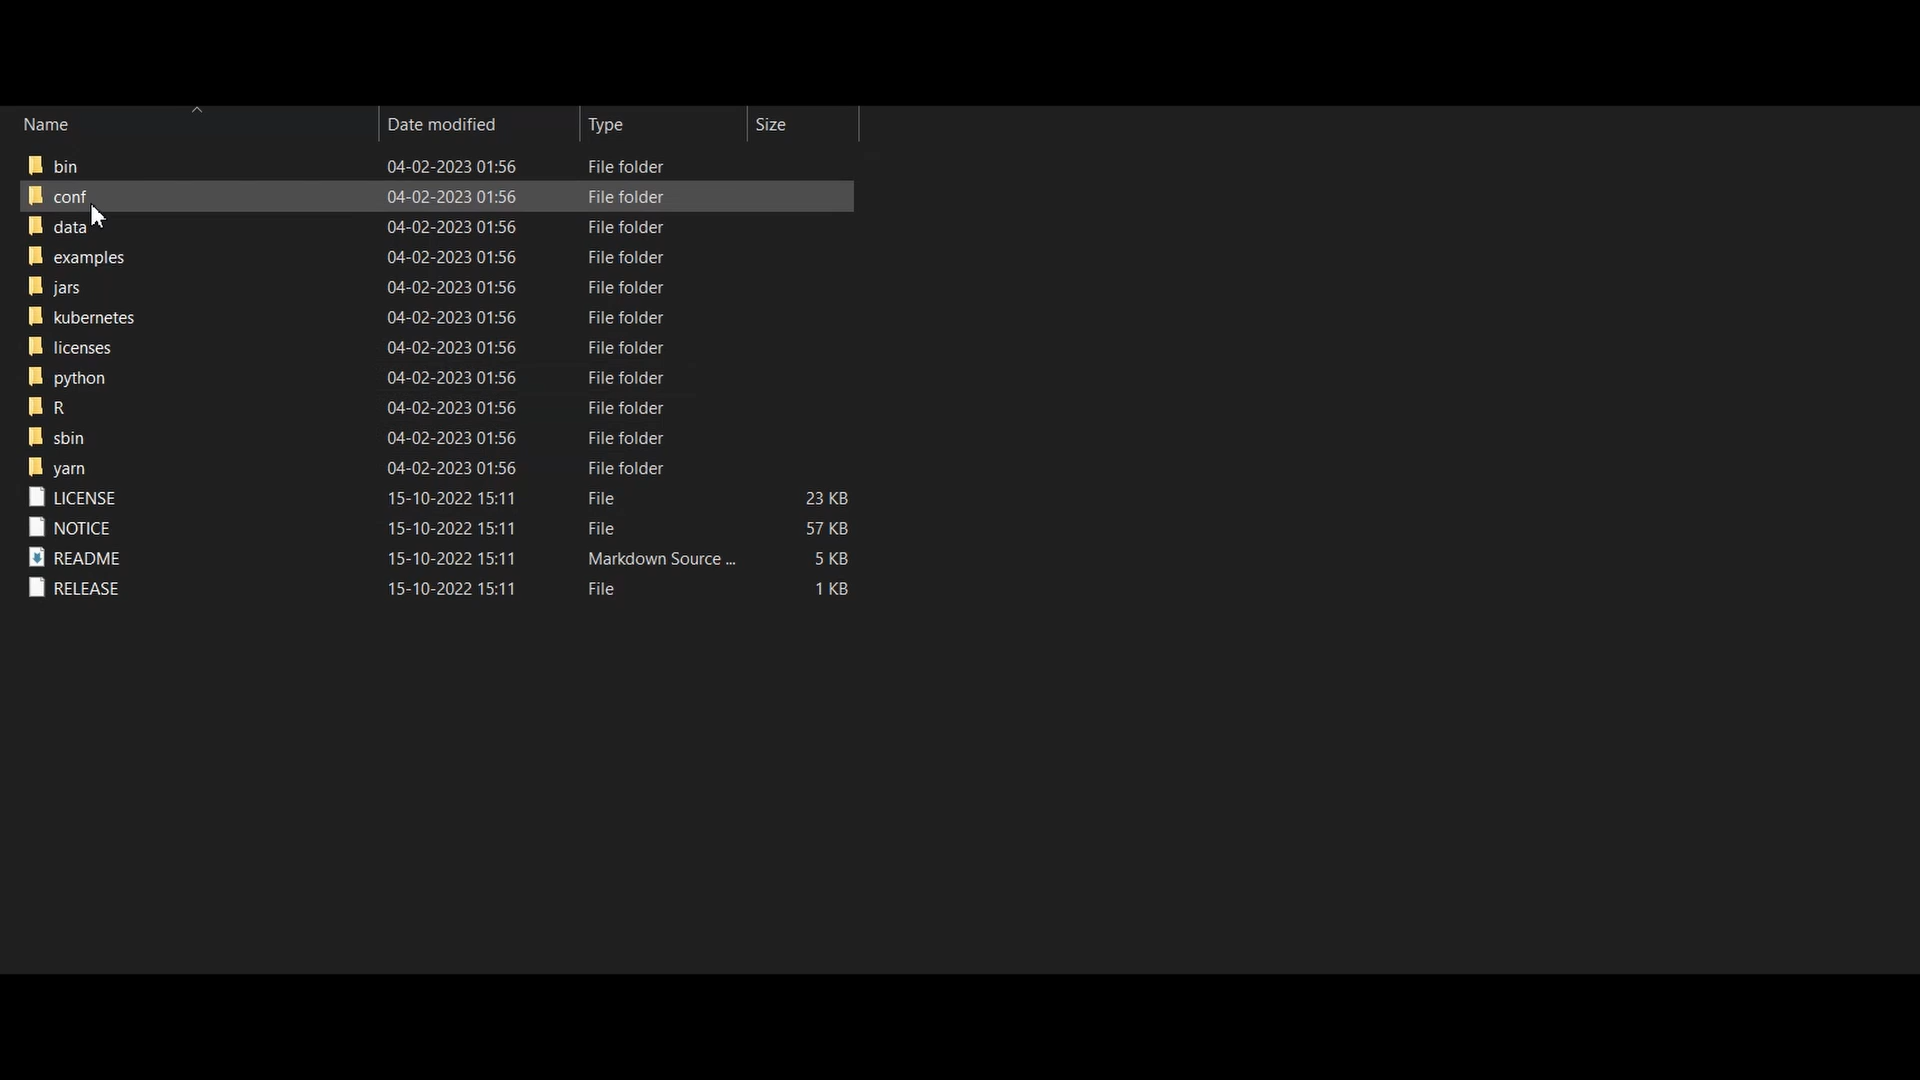 Name Date modified Type Size
bin 04-02-2023 01:56 File folder
conf 04-02-2023 01:56 File folder
data 04-02-2023 01:56 File folder
examples 04-02-2023 01:56 File folder
jars 04-02-2023 01:56 File folder
kubernetes 04-02-2023 01:56 File folder
licenses 04-02-2023 01:56 File folder
python 04-02-2023 01:56 File folder
R 04-02-2023 01:56 File folder
sbin 04-02-2023 01:56 File folder
yarn 04-02-2023 01:56 File folder
LICENSE 15-10-2022 15:11 File 23 KB
NOTICE 15-10-2022 15:11 File 57 KB
README 15-10-2022 15:11 Markdown Source ... 5 KB
RELEASE 15-10-2022 15:11 File 1 KB